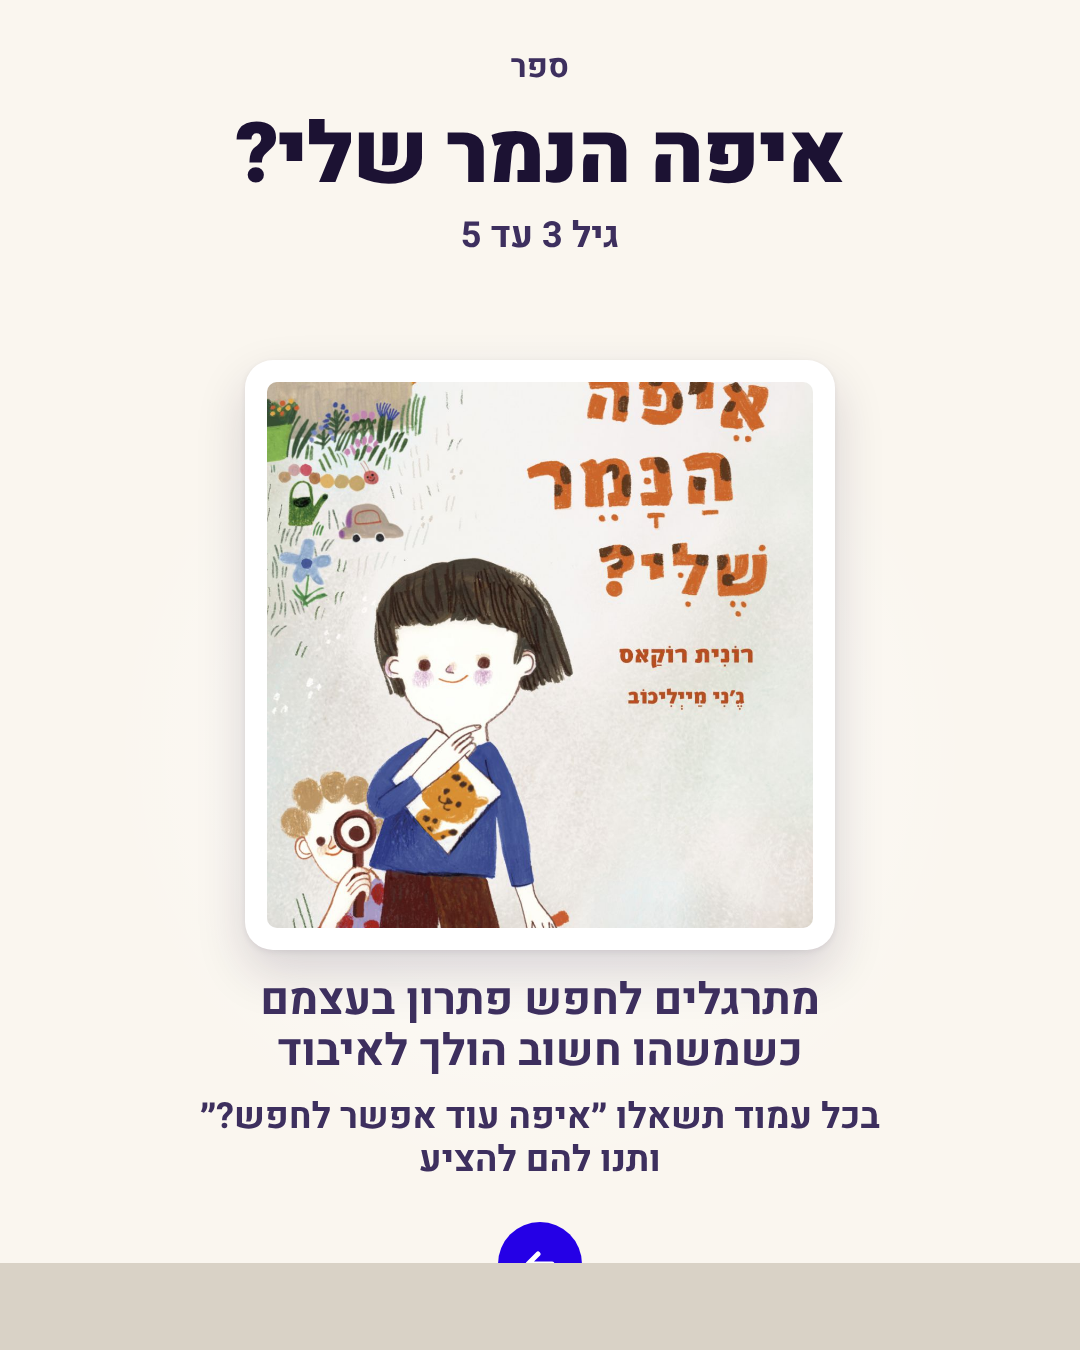 ספר
איפה הנמר שלי?
גיל 3 עד 5
אֵיפֹה
הַנָּמֵר
שֶׁלִּי?
רוֹנִית רוֹקַאס
גֶ'נִי מֵיְילִיכוֹב
מתרגלים לחפש פתרון בעצמם
כשמשהו חשוב הולך לאיבוד
בכל עמוד תשאלו ״איפה עוד אפשר לחפש?״
ותנו להם להציע